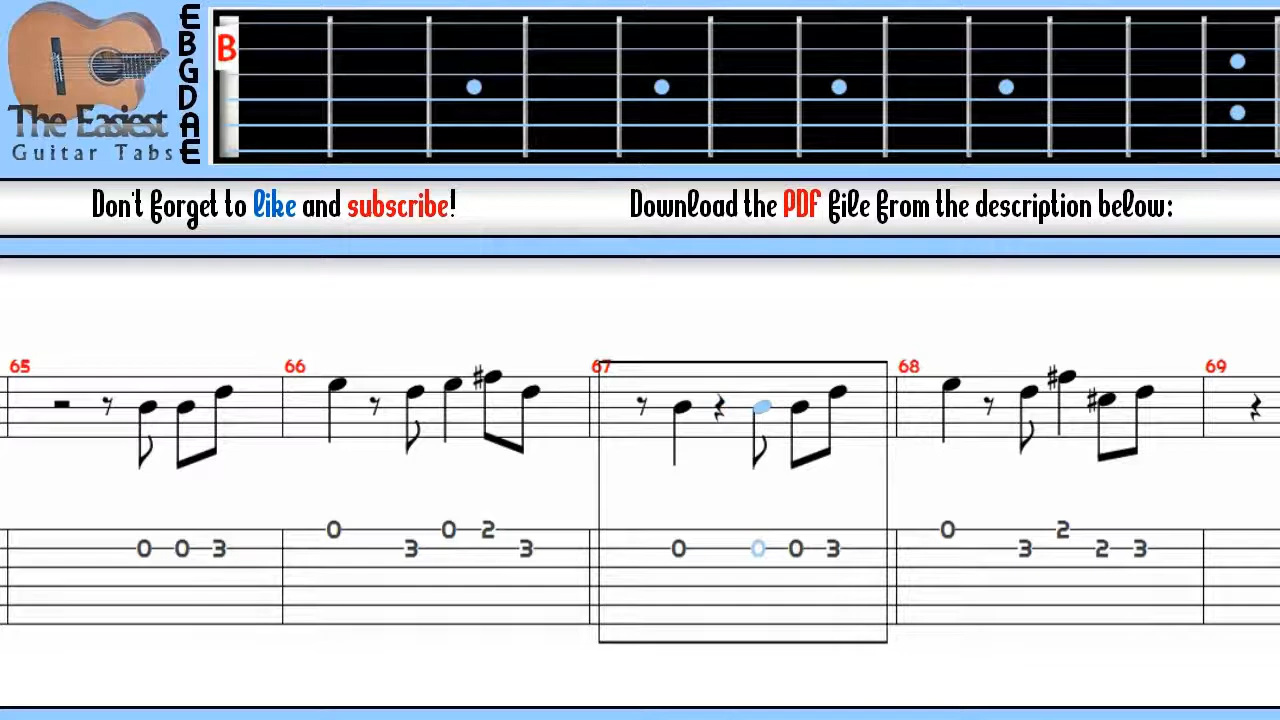 E
B
G
D
A
E
B
The Easiest
Guitar Tabs
Don't forget to like and subscribe!
Download the PDF file from the description below:
65 66 67 68 69
0 0 2 0 2
0 0 3 3 3 0 0 0 3 3 2 3